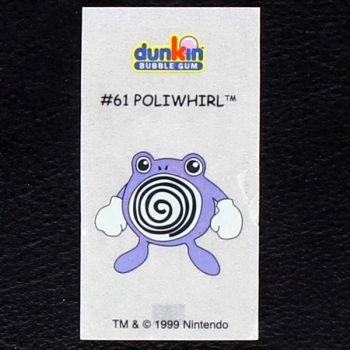 dunkin
BUBBLE GUM
#61 POLIWHIRL™
TM & © 1999 Nintendo